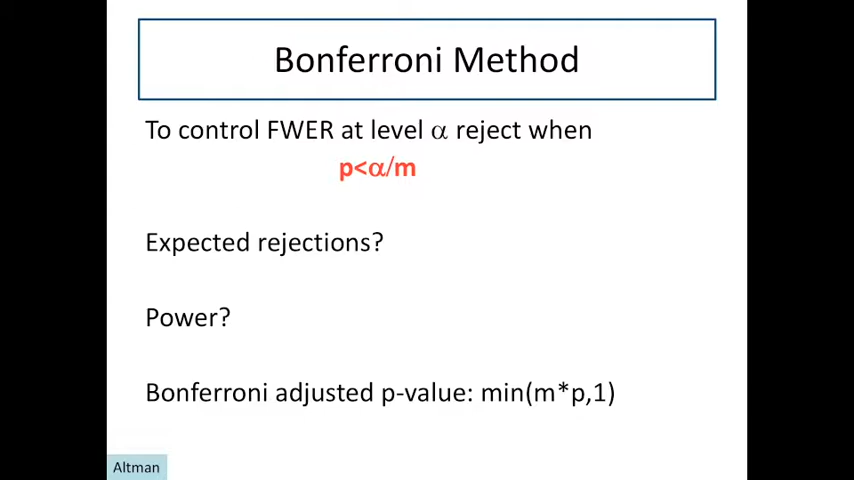 Bonferroni Method
To control FWER at level α reject when
p<α/m
Expected rejections?
Power?
Bonferroni adjusted p-value: min(m*p,1)
Altman